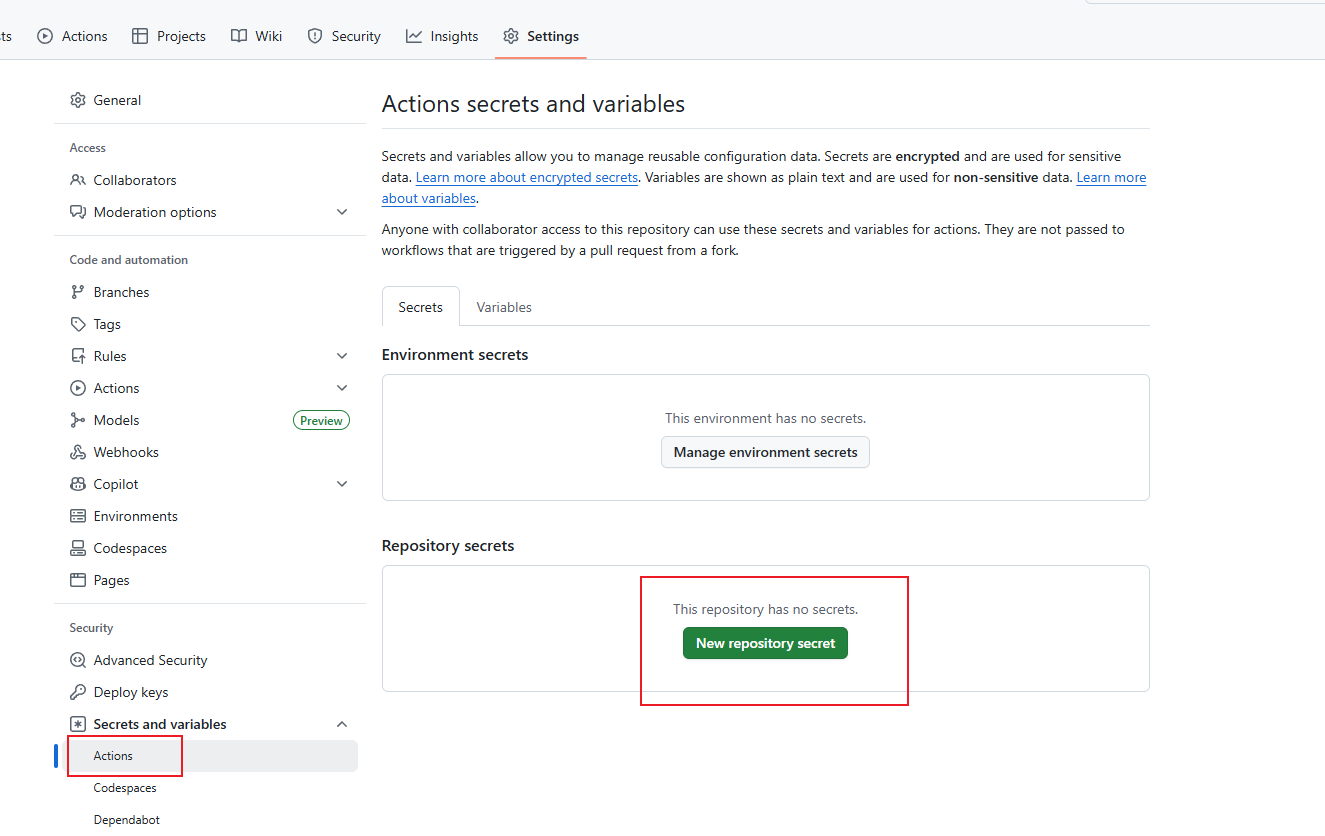 ts Actions Projects Wiki Security Insights Settings
General
Access
Collaborators
Moderation options
Code and automation
Branches
Tags
Rules
Actions
Models Preview
Webhooks
Copilot
Environments
Codespaces
Pages
Security
Advanced Security
Deploy keys
Secrets and variables
Actions
Codespaces
Dependabot
Actions secrets and variables
Secrets and variables allow you to manage reusable configuration data. Secrets are encrypted and are used for sensitive
data. Learn more about encrypted secrets. Variables are shown as plain text and are used for non-sensitive data. Learn more
about variables.
Anyone with collaborator access to this repository can use these secrets and variables for actions. They are not passed to
workflows that are triggered by a pull request from a fork.
Secrets Variables
Environment secrets
This environment has no secrets.
Manage environment secrets
Repository secrets
This repository has no secrets.
New repository secret